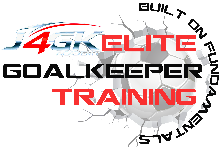 J4GK ELITE
GOALKEEPER
TRAINING
BUILT ON FUNDAMENTALS